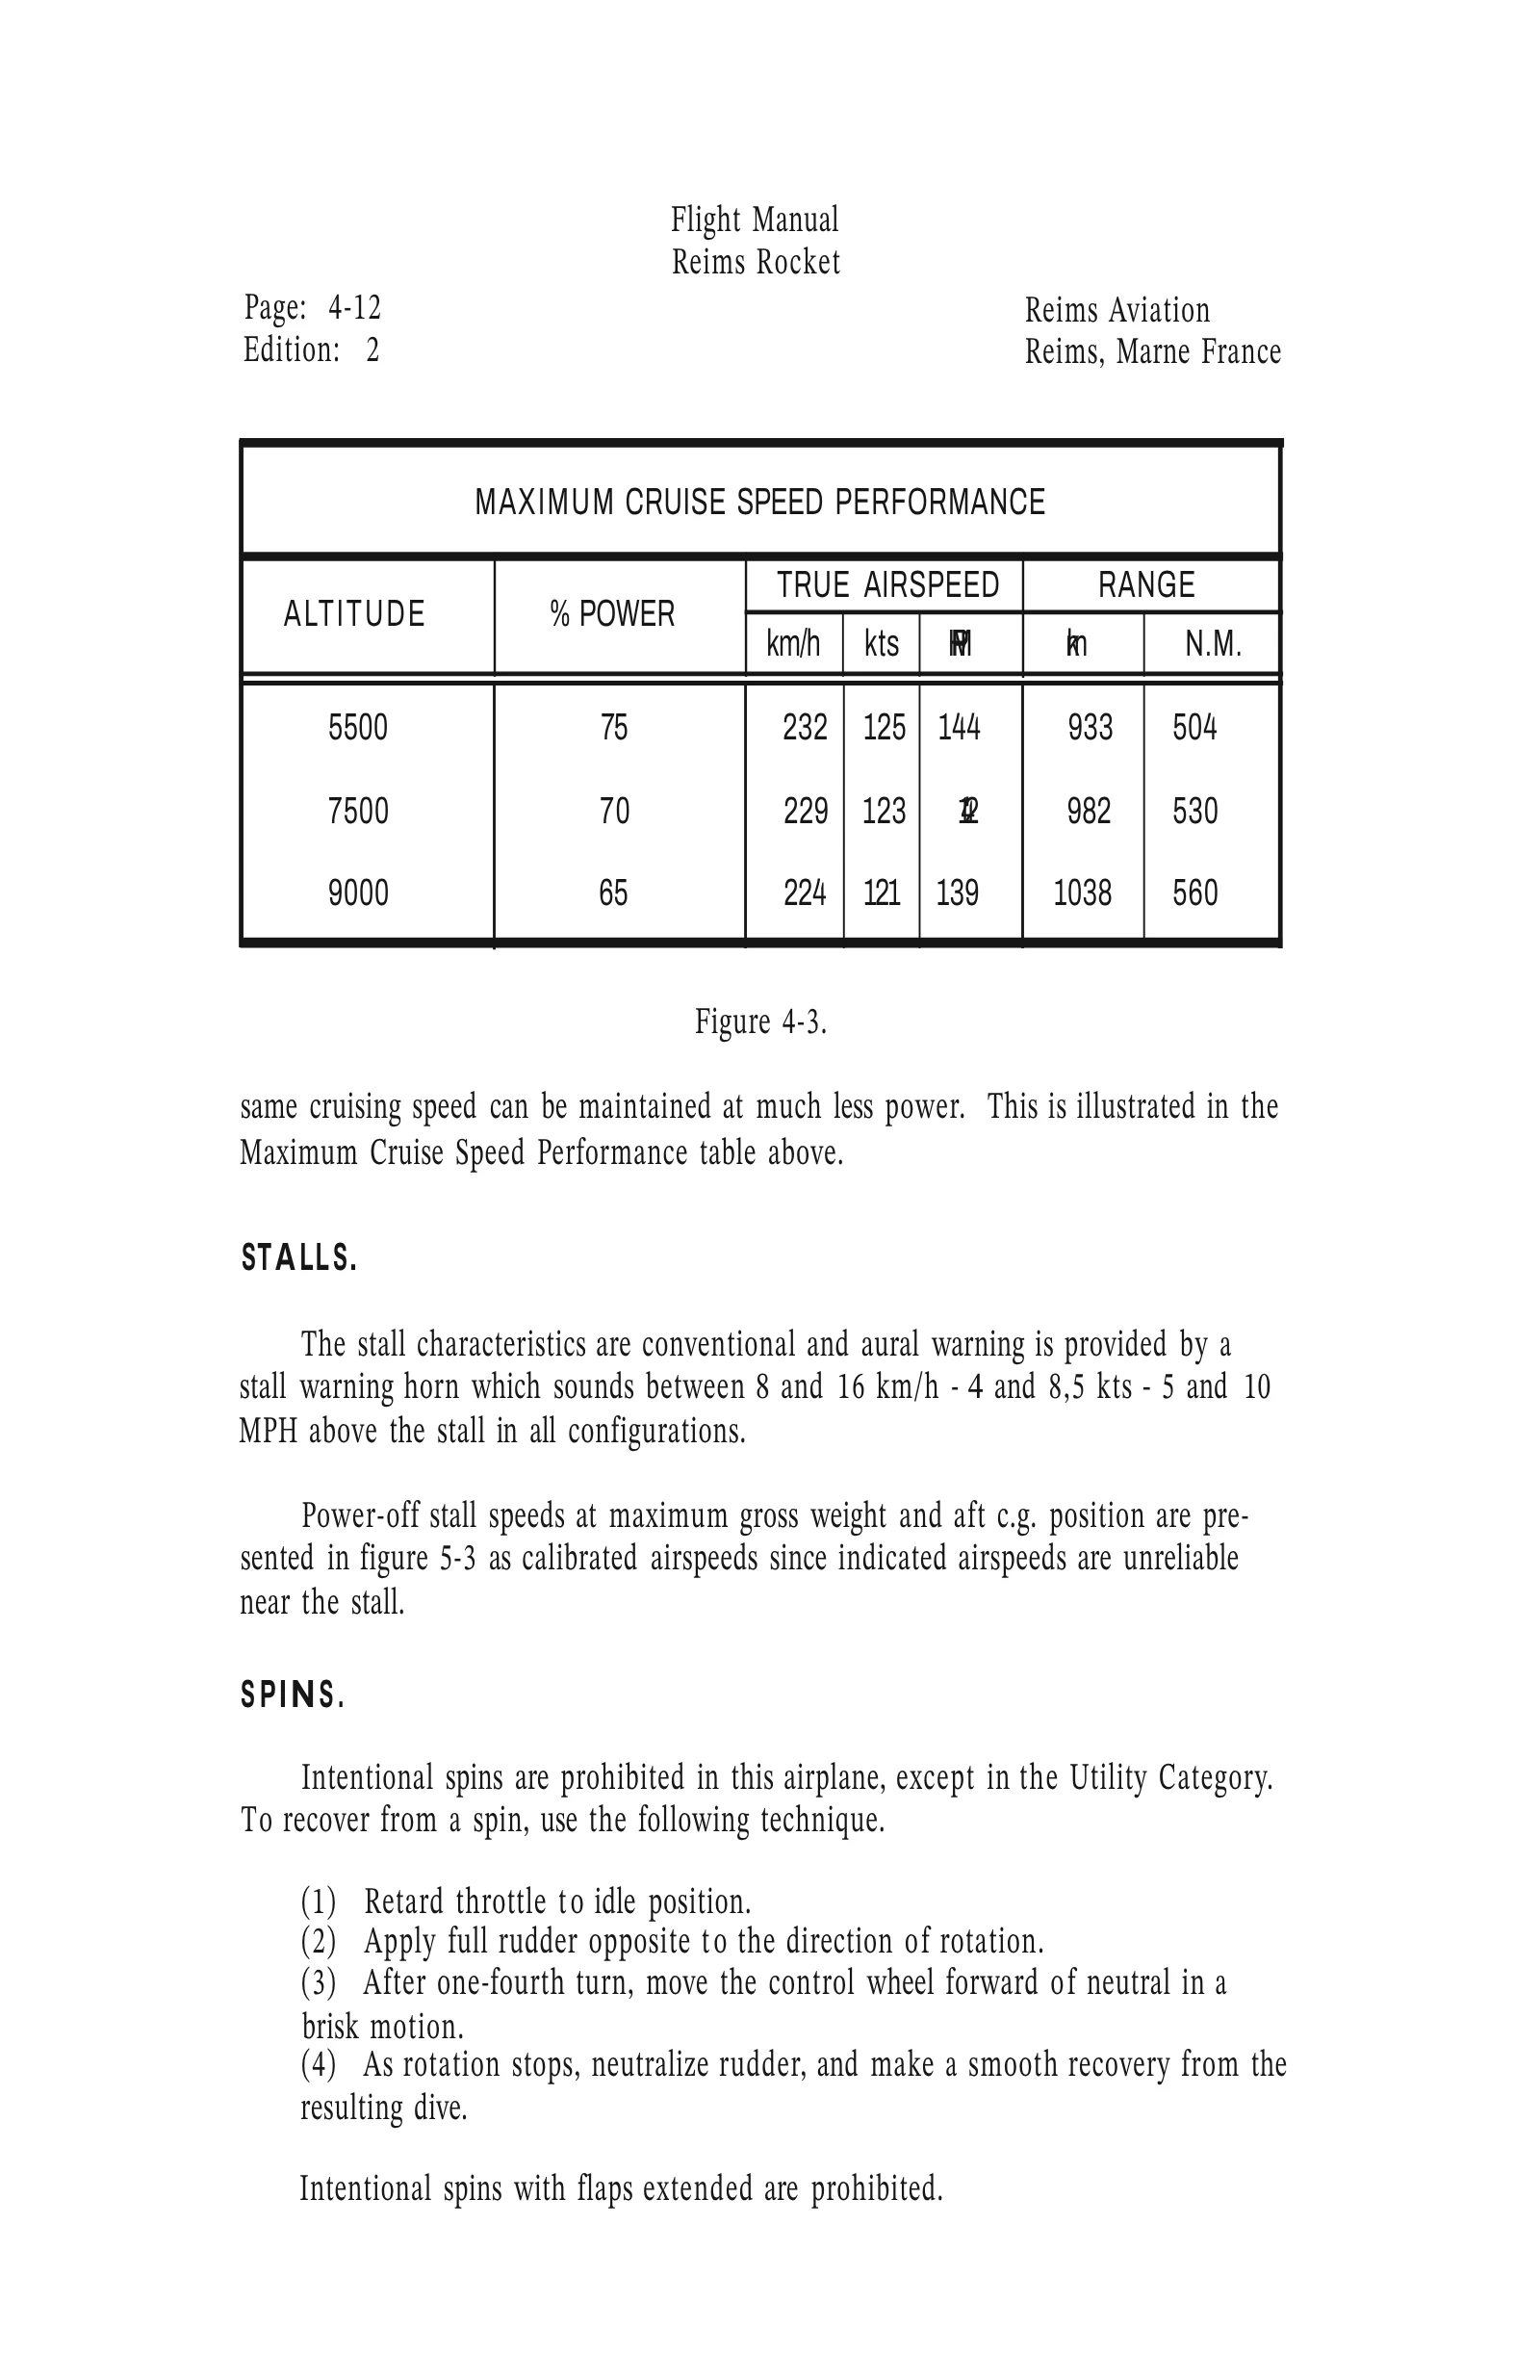 Flight Manual
Reims Rocket
Page: 4-12
Edition: 2
Reims Aviation
Reims, Marne France
MAXIMUM CRUISE SPEED PERFORMANCE
ALTITUDE % POWER TRUE AIRSPEED RANGE
km/h kts MPH km N.M.
5500 75 232 125 144 933 504
7500 70 229 123 142 982 530
9000 65 224 121 139 1038 560
Figure 4-3.
same cruising speed can be maintained at much less power. This is illustrated in the
Maximum Cruise Speed Performance table above.
STALLS.
The stall characteristics are conventional and aural warning is provided by a
stall warning horn which sounds between 8 and 16 km/h - 4 and 8,5 kts - 5 and 10
MPH above the stall in all configurations.
Power-off stall speeds at maximum gross weight and aft c.g. position are pre-
sented in figure 5-3 as calibrated airspeeds since indicated airspeeds are unreliable
near the stall.
SPINS.
Intentional spins are prohibited in this airplane, except in the Utility Category.
To recover from a spin, use the following technique.
(1) Retard throttle to idle position.
(2) Apply full rudder opposite to the direction of rotation.
(3) After one-fourth turn, move the control wheel forward of neutral in a
brisk motion.
(4) As rotation stops, neutralize rudder, and make a smooth recovery from the
resulting dive.
Intentional spins with flaps extended are prohibited.